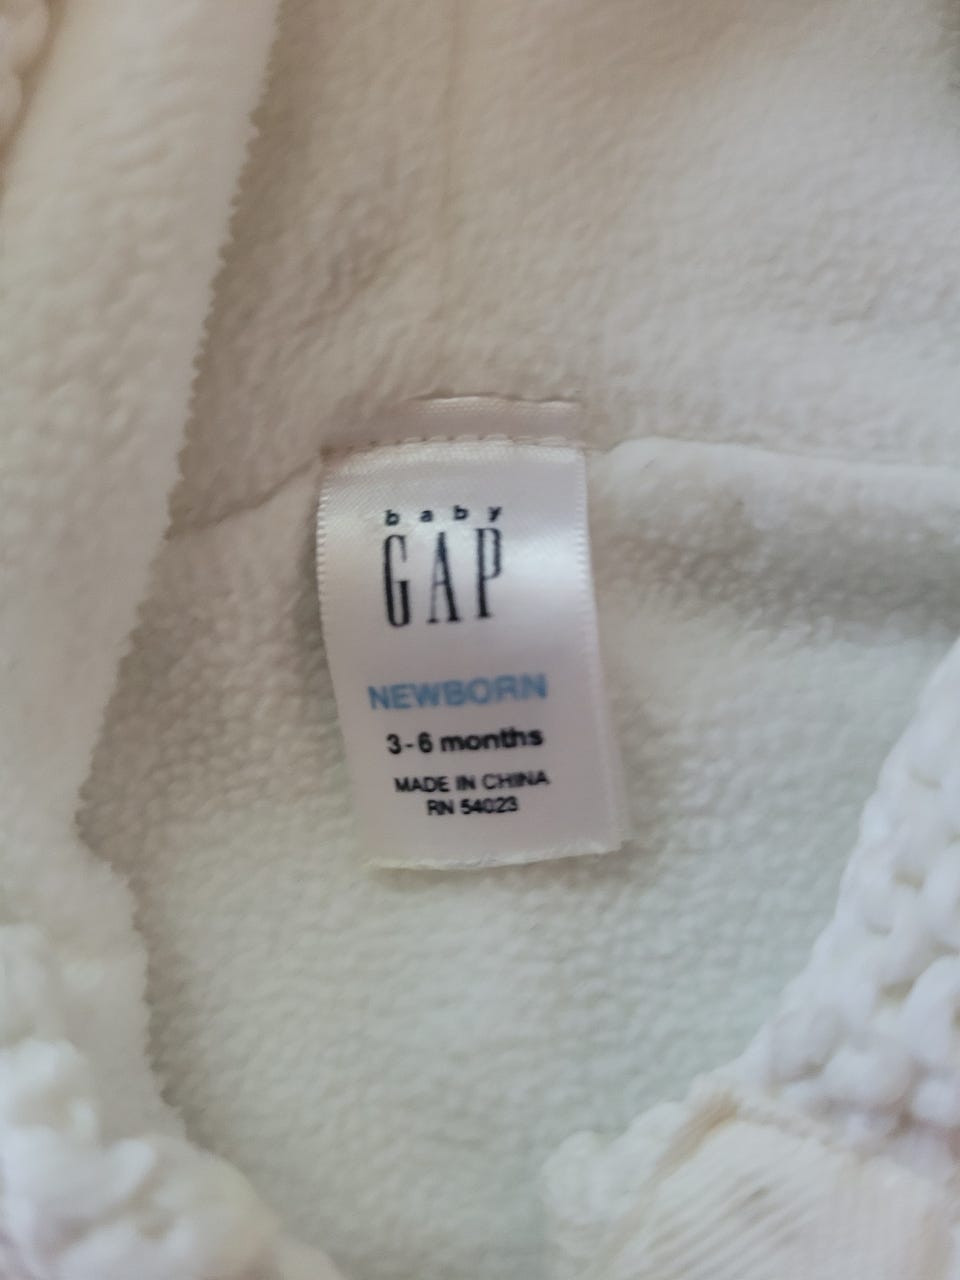 baby
GAP
NEWBORN
3-6 months
MADE IN CHINA
RN 54023